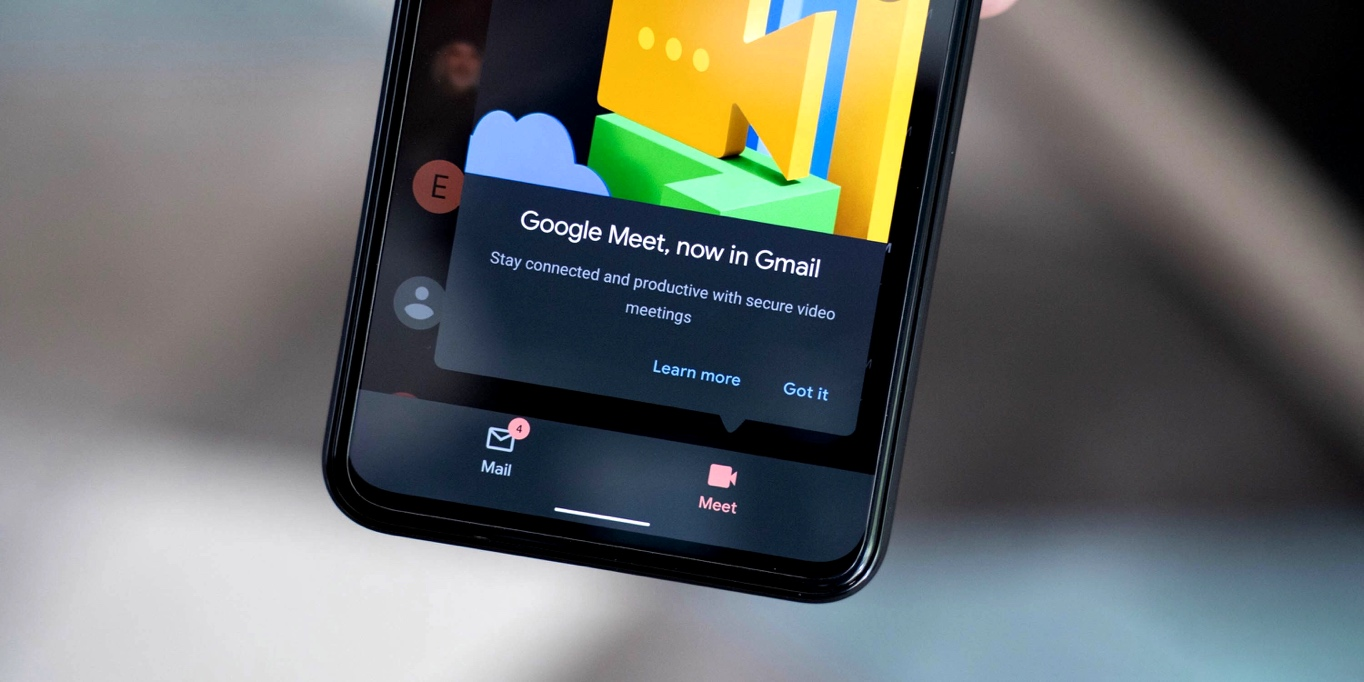 E
Google Meet, now in Gmail
Stay connected and productive with secure video
meetings
Learn more
Got it
4
Mail
Meet